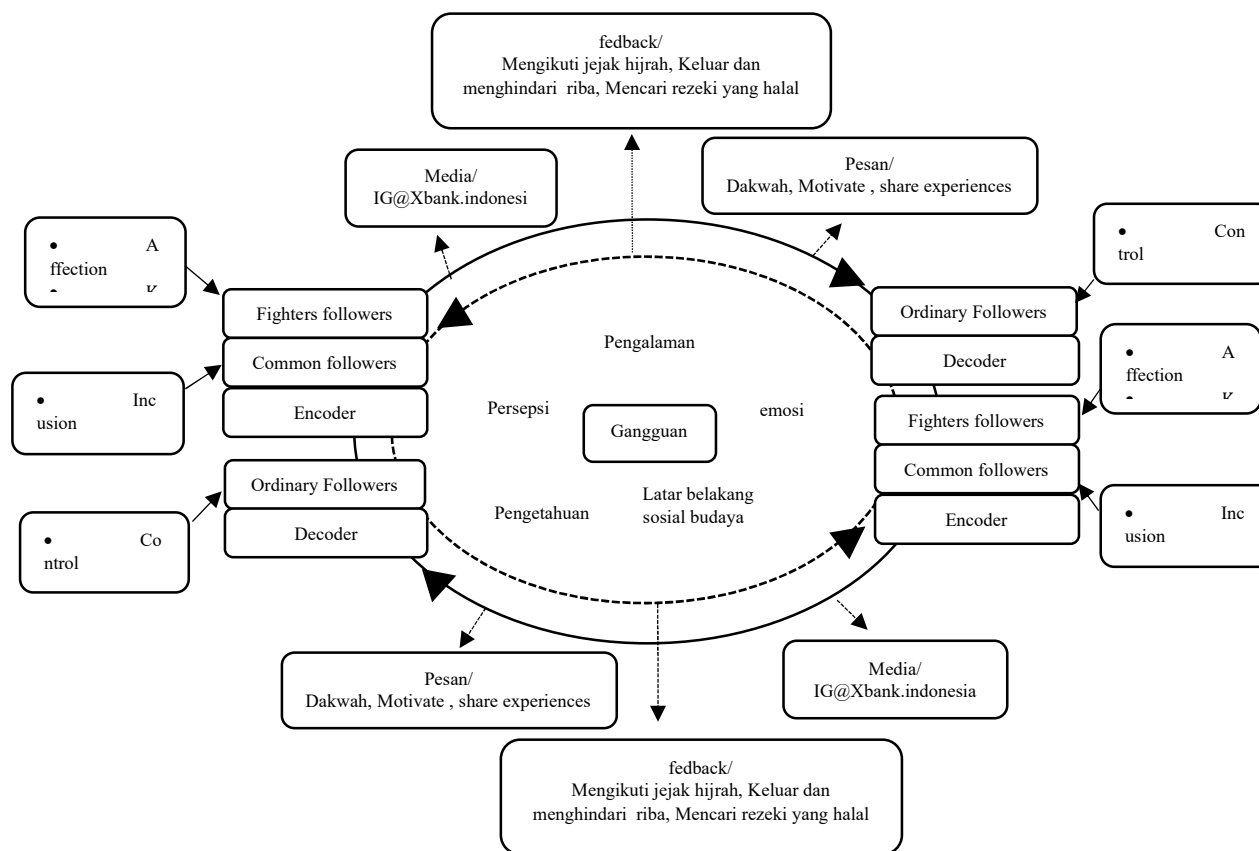 fedback/
Mengikuti jejak hijrah, Keluar dan
menghindari riba, Mencari rezeki yang halal
Media/
IG@Xbank.indonesi
Pesan/
Dakwah, Motivate , share experiences
• A
ffection
• K
• Con
trol
Fighters followers
Common followers
Encoder
• Inc
usion
Ordinary Followers
Decoder
• Co
ntrol
Pengalaman
Persepsi
emosi
Gangguan
Pengetahuan
Latar belakang
sosial budaya
Ordinary Followers
Decoder
• A
ffection
• K
Fighters followers
Common followers
Encoder
• Inc
usion
Pesan/
Dakwah, Motivate , share experiences
Media/
IG@Xbank.indonesia
fedback/
Mengikuti jejak hijrah, Keluar dan
menghindari riba, Mencari rezeki yang halal